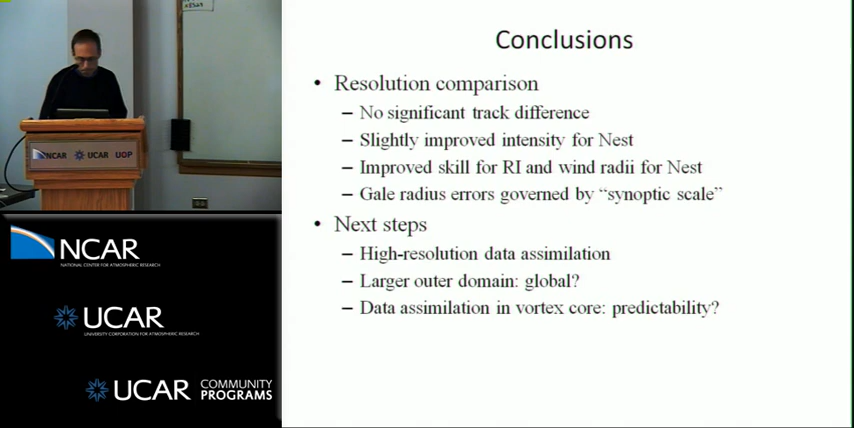 NCAR UCAR UOP
NCAR
NATIONAL CENTER FOR ATMOSPHERIC RESEARCH
UCAR
UNIVERSITY CORPORATION FOR ATMOSPHERIC RESEARCH
UCAR COMMUNITY PROGRAMS
Conclusions
• Resolution comparison
– No significant track difference
– Slightly improved intensity for Nest
– Improved skill for RI and wind radii for Nest
– Gale radius errors governed by “synoptic scale”
• Next steps
– High-resolution data assimilation
– Larger outer domain: global?
– Data assimilation in vortex core: predictability?